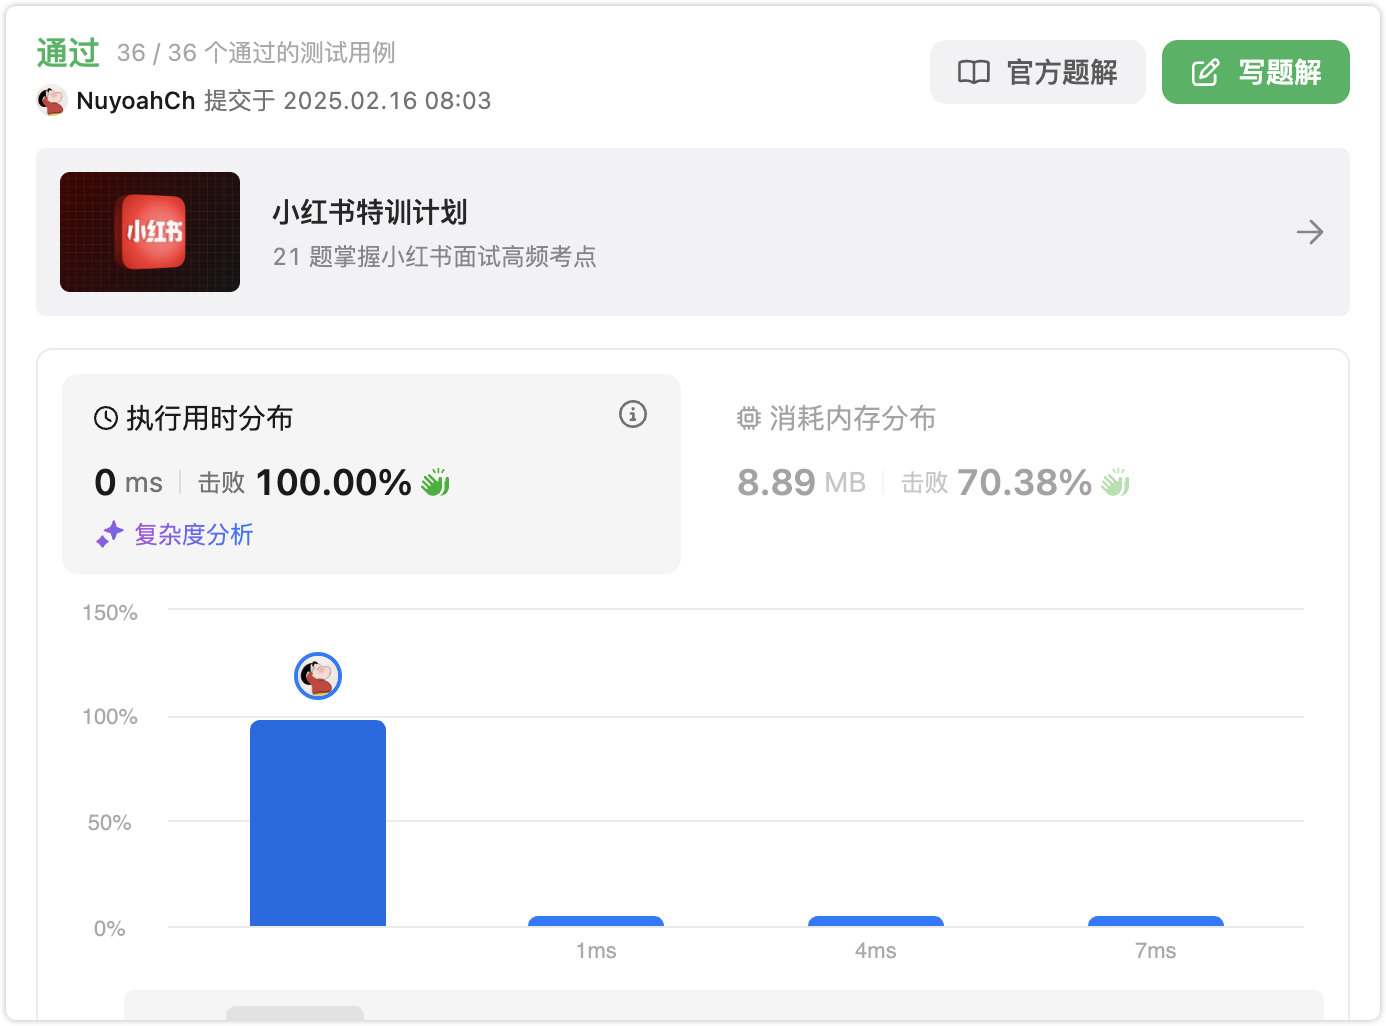 通过 36 / 36 个通过的测试用例
NuyoahCh 提交于 2025.02.16 08:03
官方题解
写题解
小红书
小红书特训计划
21 题掌握小红书面试高频考点
执行用时分布
0 ms 击败 100.00%
复杂度分析
消耗内存分布
8.89 MB 击败 70.38%
150%
100%
50%
0%
1ms 4ms 7ms